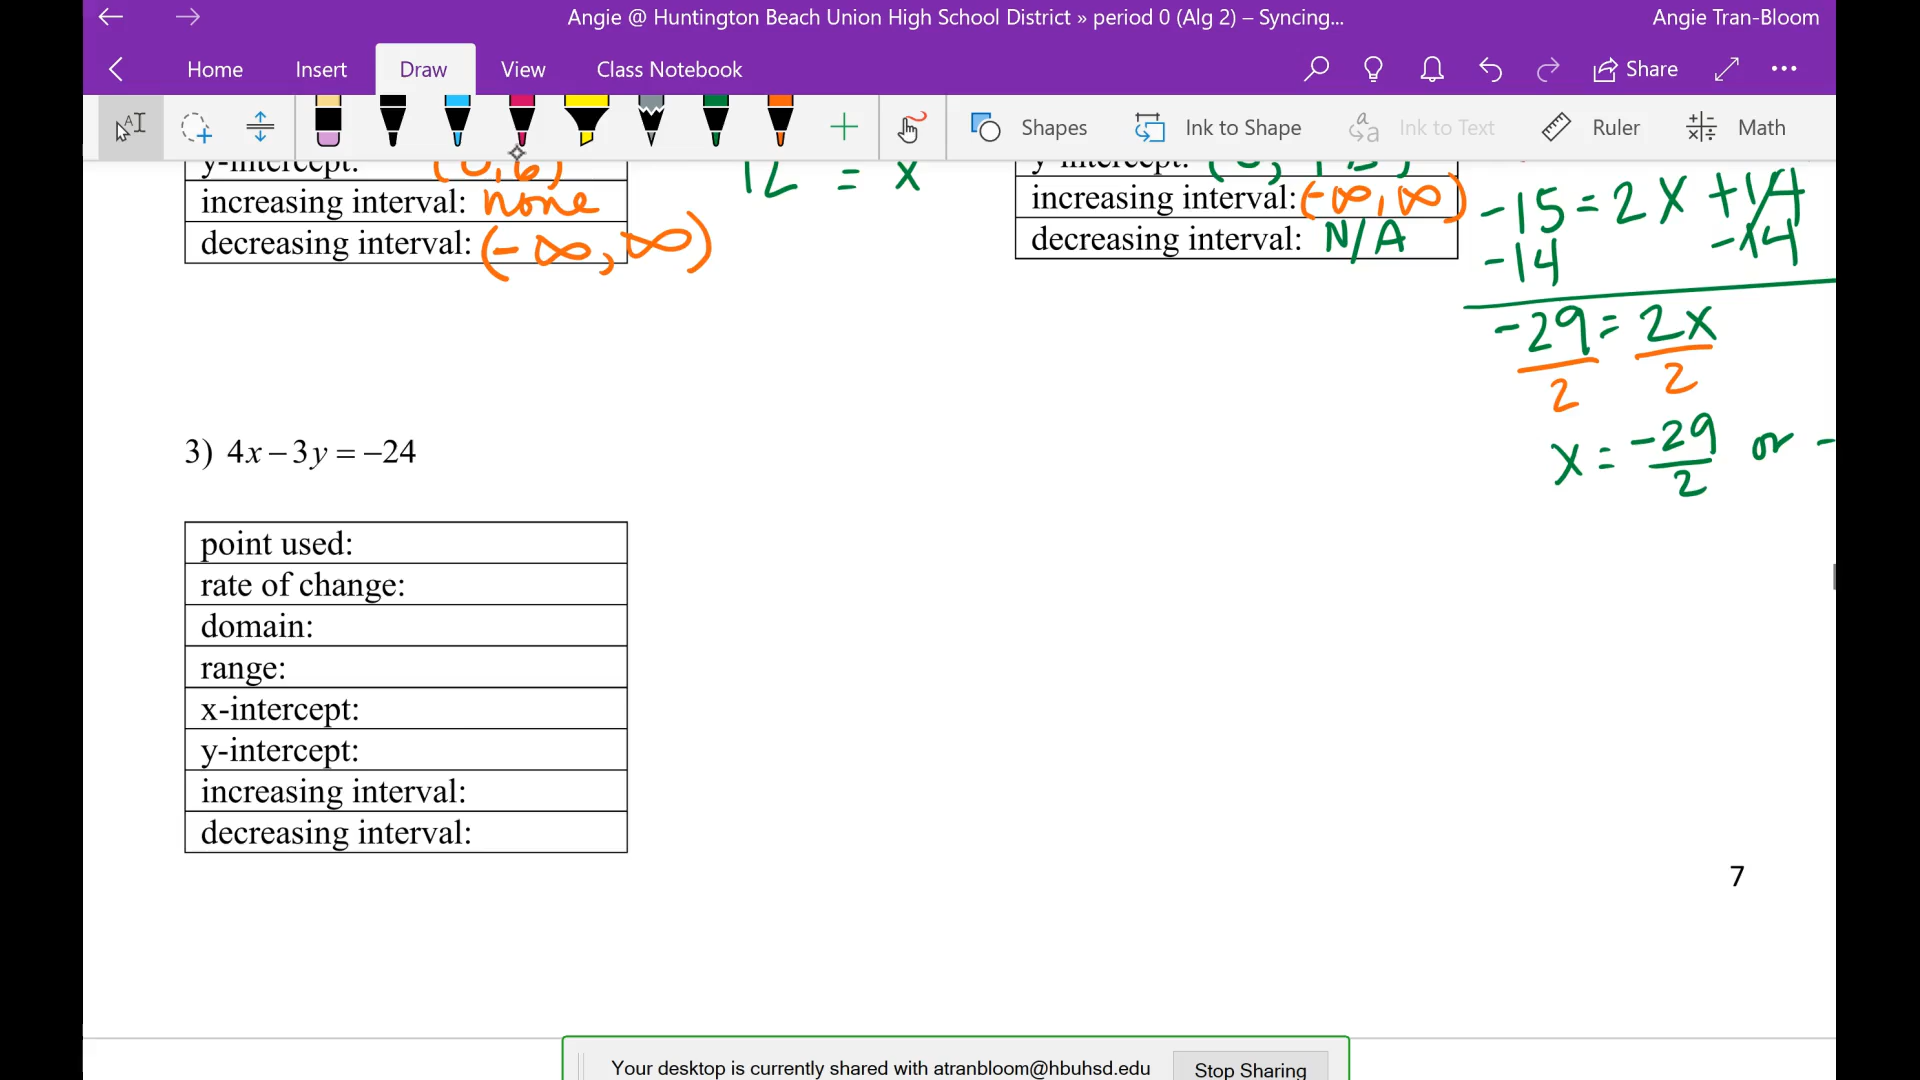 Angie @ Huntington Beach Union High School District » period 0 (Alg 2) – Syncing...
Angie Tran-Bloom
Home
Insert
Draw
View
Class Notebook
Share
Shapes
Ink to Shape
Ink to Text
Ruler
Math
y-intercept: (0,6)
increasing interval: none
decreasing interval: (-∞,∞)
12 = x
y-intercept:
increasing interval: (-∞,∞)
decreasing interval: N/A
-15 = 2x + 14
-14 -14
-29 = 2x
2 2
x = -29/2 or -
3) 4x – 3y = –24
point used:
rate of change:
domain:
range:
x-intercept:
y-intercept:
increasing interval:
decreasing interval:
7
Your desktop is currently shared with atranbloom@hbuhsd.edu
Stop Sharing